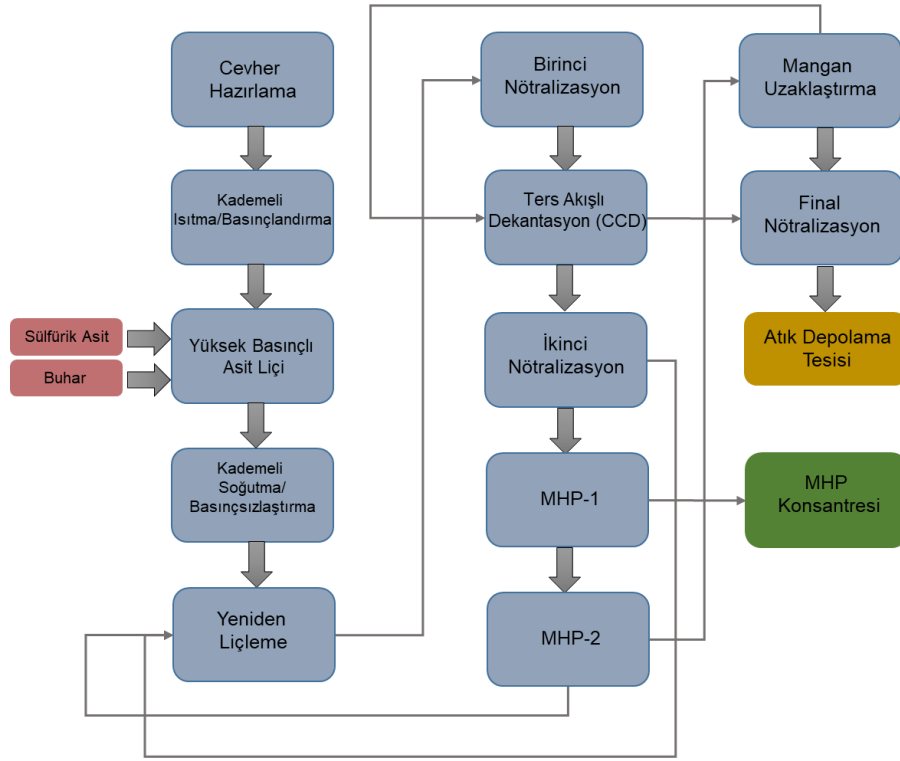 Cevher
Hazırlama
Kademeli
Isıtma/Basınçlandırma
Sülfürik Asit
Buhar
Yüksek Basınçlı
Asit Liçi
Kademeli
Soğutma/
Basınçsızlaştırma
Yeniden
Liçleme
Birinci
Nötralizasyon
Ters Akışlı
Dekantasyon (CCD)
İkinci
Nötralizasyon
MHP-1
MHP-2
Mangan
Uzaklaştırma
Final
Nötralizasyon
Atık Depolama
Tesisi
MHP
Konsantresi